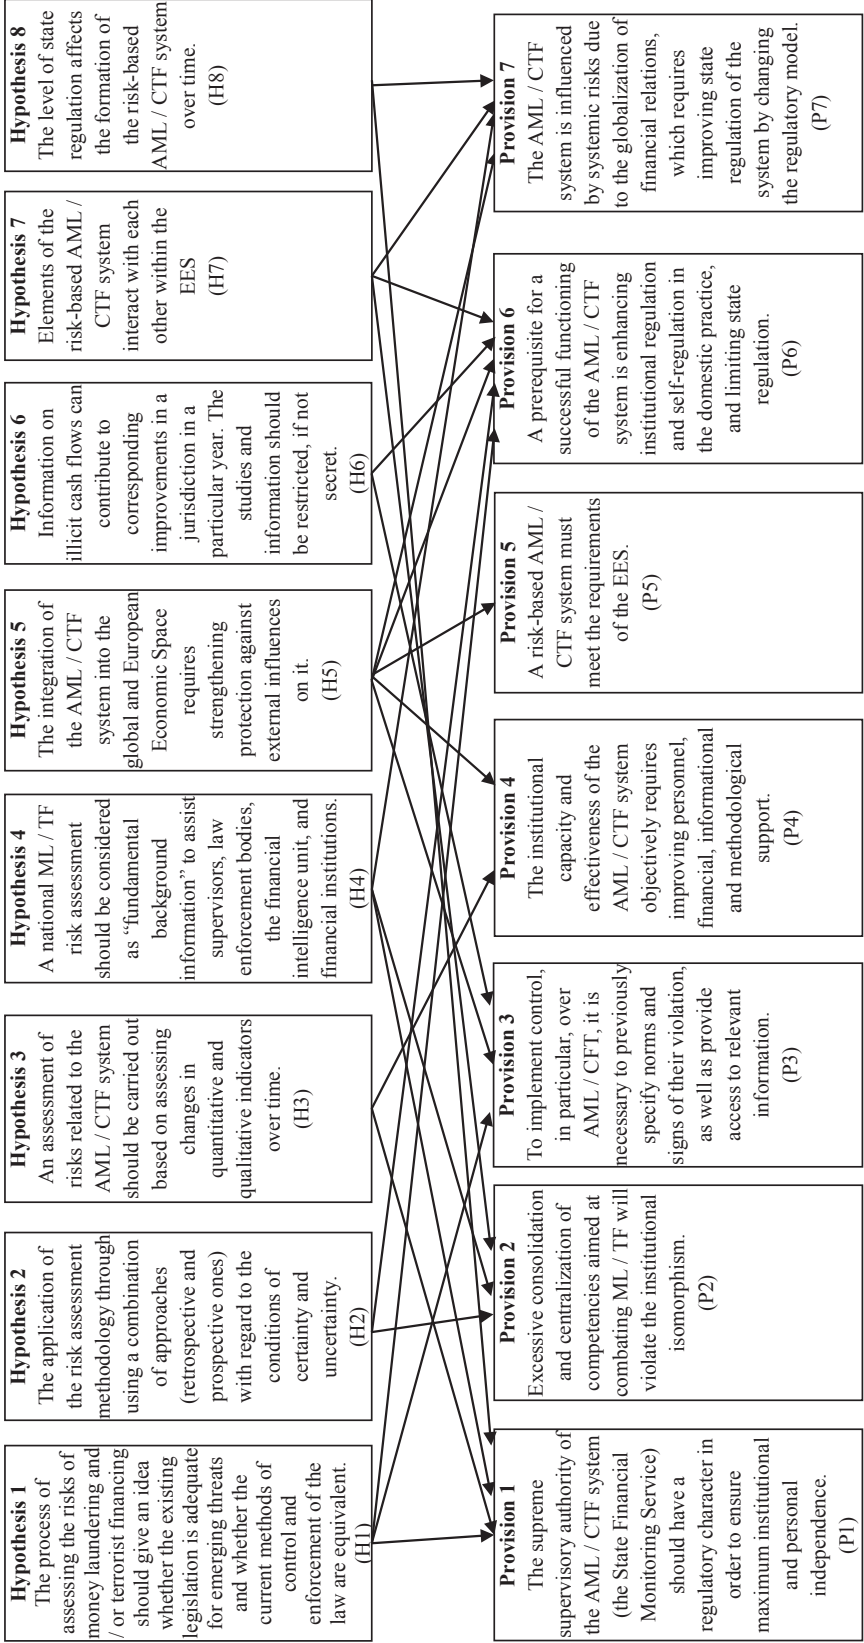 Hypothesis 1
The process of
assessing the risks of
money laundering and
/ or terrorist financing
should give an idea
whether the existing
legislation is adequate
for emerging threats
and whether the
current methods of
control and
enforcement of the
law are equivalent.
(H1)
Hypothesis 2
The application of
the risk assessment
methodology through
using a combination
of approaches
(retrospective and
prospective ones)
with regard to the
conditions of
certainty and
uncertainty.
(H2)
Hypothesis 3
An assessment of
risks related to the
AML / CTF system
should be carried out
based on assessing
changes in
quantitative and
qualitative indicators
over time.
(H3)
Hypothesis 4
A national ML / TF
risk assessment
should be considered
as “fundamental
background
information” to assist
supervisors, law
enforcement bodies,
the financial
intelligence unit, and
financial institutions.
(H4)
Hypothesis 5
The integration of
the AML / CTF
system into the
global and European
Economic Space
requires
strengthening
protection against
external influences
on it.
(H5)
Hypothesis 6
Information on
illicit cash flows can
contribute to
corresponding
improvements in a
jurisdiction in a
particular year. The
studies and
information should
be restricted, if not
secret.
(H6)
Hypothesis 7
Elements of the
risk-based AML /
CTF system
interact with each
other within the
EES
(H7)
Hypothesis 8
The level of state
regulation affects
the formation of
the risk-based
AML / CTF system
over time.
(H8)
Provision 1
The supreme
supervisory authority of
the AML / CTF system
(the State Financial
Monitoring Service)
should have a
regulatory character in
order to ensure
maximum institutional
and personal
independence.
(P1)
Provision 2
Excessive consolidation
and centralization of
competencies aimed at
combating ML / TF will
violate the institutional
isomorphism.
(P2)
Provision 3
To implement control,
in particular, over
AML / CFT, it is
necessary to previously
specify norms and
signs of their violation,
as well as provide
access to relevant
information.
(P3)
Provision 4
The institutional
capacity and
effectiveness of the
AML / CTF system
objectively requires
improving personnel,
financial, informational
and methodological
support.
(P4)
Provision 5
A risk-based AML /
CTF system must
meet the requirements
of the EES.
(P5)
Provision 6
A prerequisite for a
successful functioning
of the AML / CTF
system is enhancing
institutional regulation
and self-regulation in
the domestic practice,
and limiting state
regulation.
(P6)
Provision 7
The AML / CTF
system is influenced
by systemic risks due
to the globalization of
financial relations,
which requires
improving state
regulation of the
system by changing
the regulatory model.
(P7)